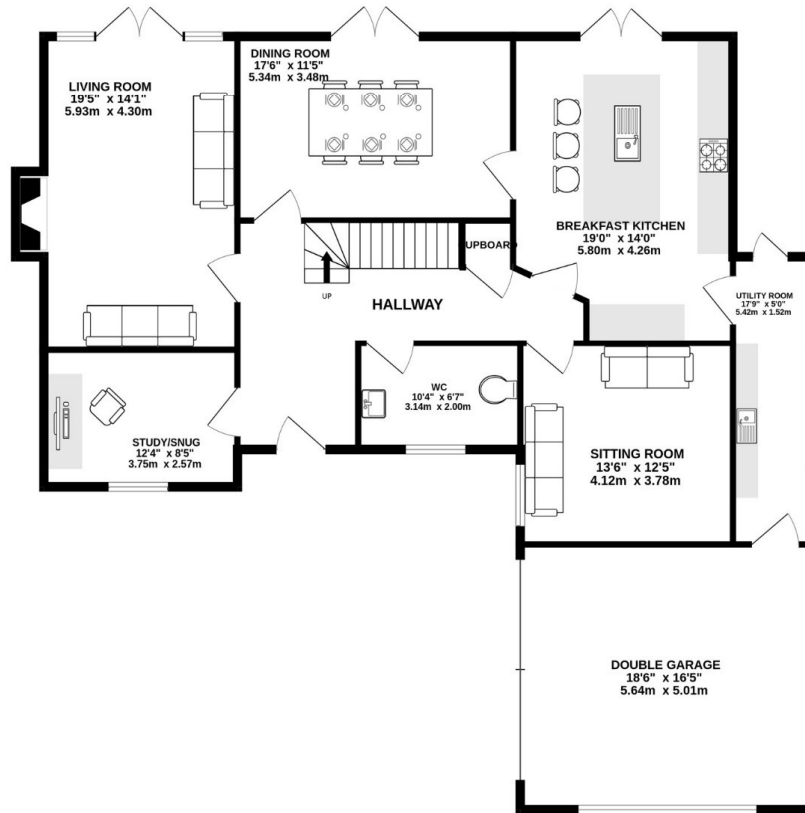 LIVING ROOM
19'5" x 14'1"
5.93m x 4.30m
DINING ROOM
17'6" x 11'5"
5.34m x 3.48m
BREAKFAST KITCHEN
19'0" x 14'0"
5.80m x 4.26m
UPBOARD
UP
HALLWAY
UTILITY ROOM
17'9" x 5'0"
5.42m x 1.52m
WC
10'4" x 6'7"
3.14m x 2.00m
STUDY/SNUG
12'4" x 8'5"
3.75m x 2.57m
SITTING ROOM
13'6" x 12'5"
4.12m x 3.78m
DOUBLE GARAGE
18'6" x 16'5"
5.64m x 5.01m